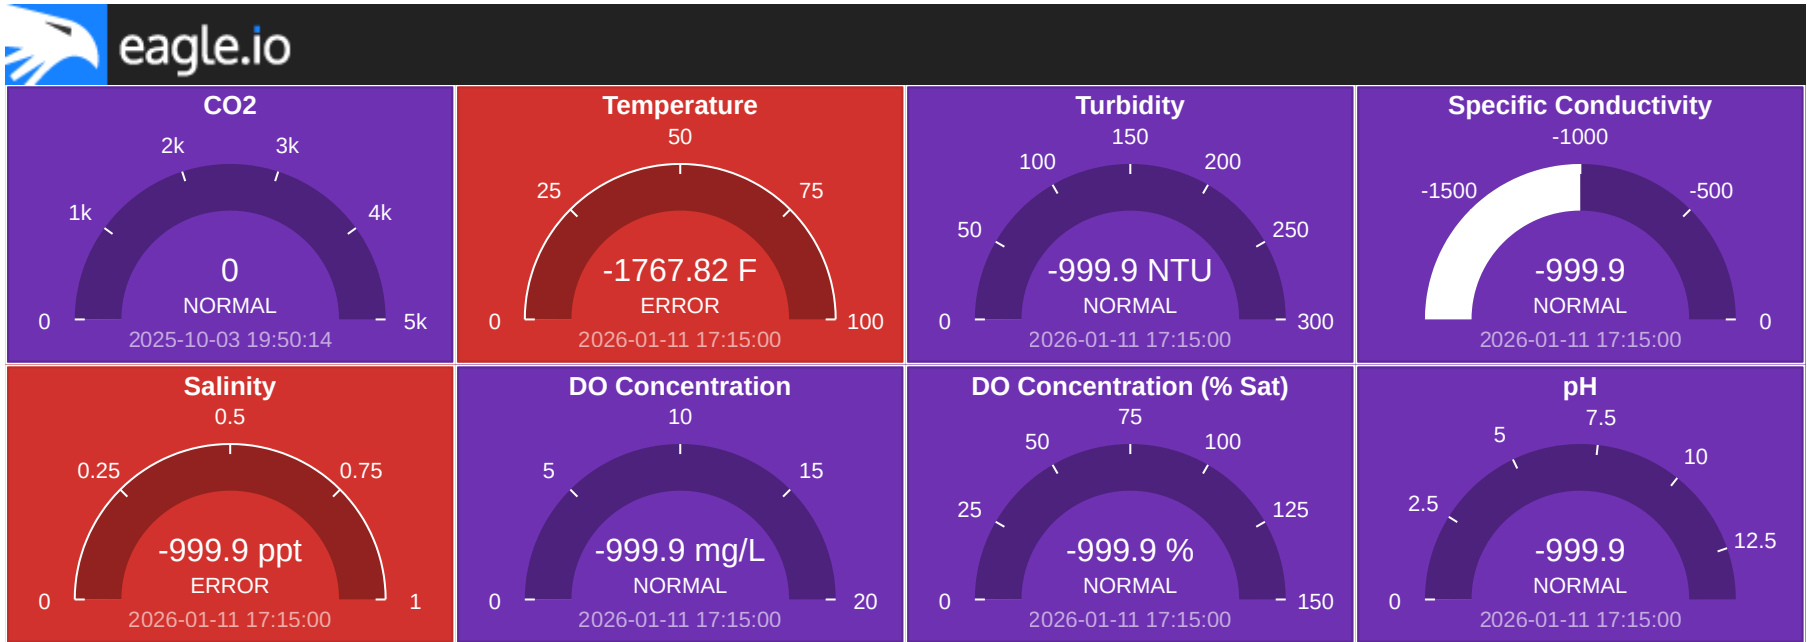 eagle.io
CO2
2k 3k
1k 4k
0
NORMAL
0 5k
2025-10-03 19:50:14
Temperature
50
25 75
-1767.82 F
ERROR
0 100
2026-01-11 17:15:00
Turbidity
150
100 200
50 250
-999.9 NTU
NORMAL
0 300
2026-01-11 17:15:00
Specific Conductivity
-1000
-1500 -500
-999.9
NORMAL
0
2026-01-11 17:15:00
Salinity
0.5
0.25 0.75
-999.9 ppt
ERROR
0 1
2026-01-11 17:15:00
DO Concentration
10
5 15
-999.9 mg/L
NORMAL
0 20
2026-01-11 17:15:00
DO Concentration (% Sat)
75
50 100
25 125
-999.9 %
NORMAL
0 150
2026-01-11 17:15:00
pH
7.5
5 10
2.5 12.5
-999.9
NORMAL
0
2026-01-11 17:15:00